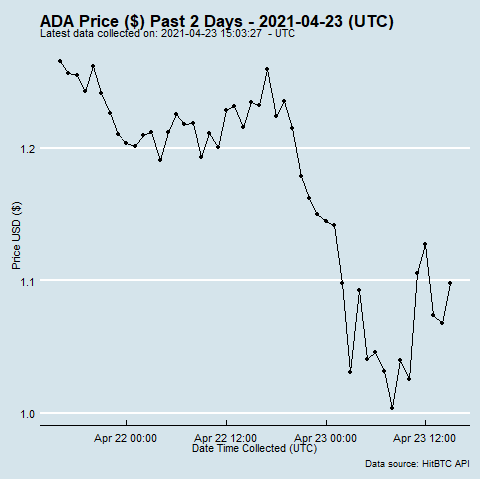 ADA Price ($) Past 2 Days - 2021-04-23 (UTC)
Latest data collected on: 2021-04-23 15:03:27  - UTC
Price USD ($)
1.2
1.1
1.0
Apr 22 00:00
Apr 22 12:00
Apr 23 00:00
Apr 23 12:00
Date Time Collected (UTC)
Data source: HitBTC API